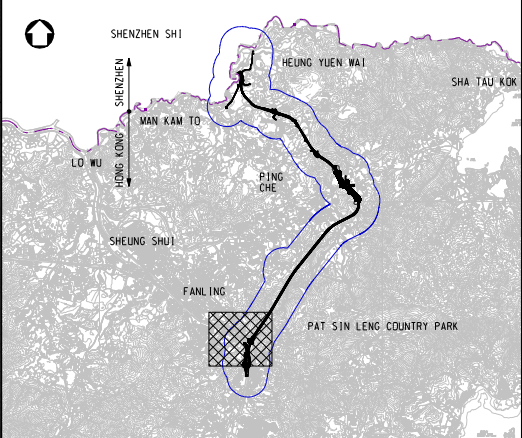 SHENZHEN SHI
HEUNG YUEN WAI
SHENZHEN
SHA TAU KOK
MAN KAM TO
HONG KONG
LO WU
PING
CHE
SHEUNG SHUI
FANLING
PAT SIN LENG COUNTRY PARK